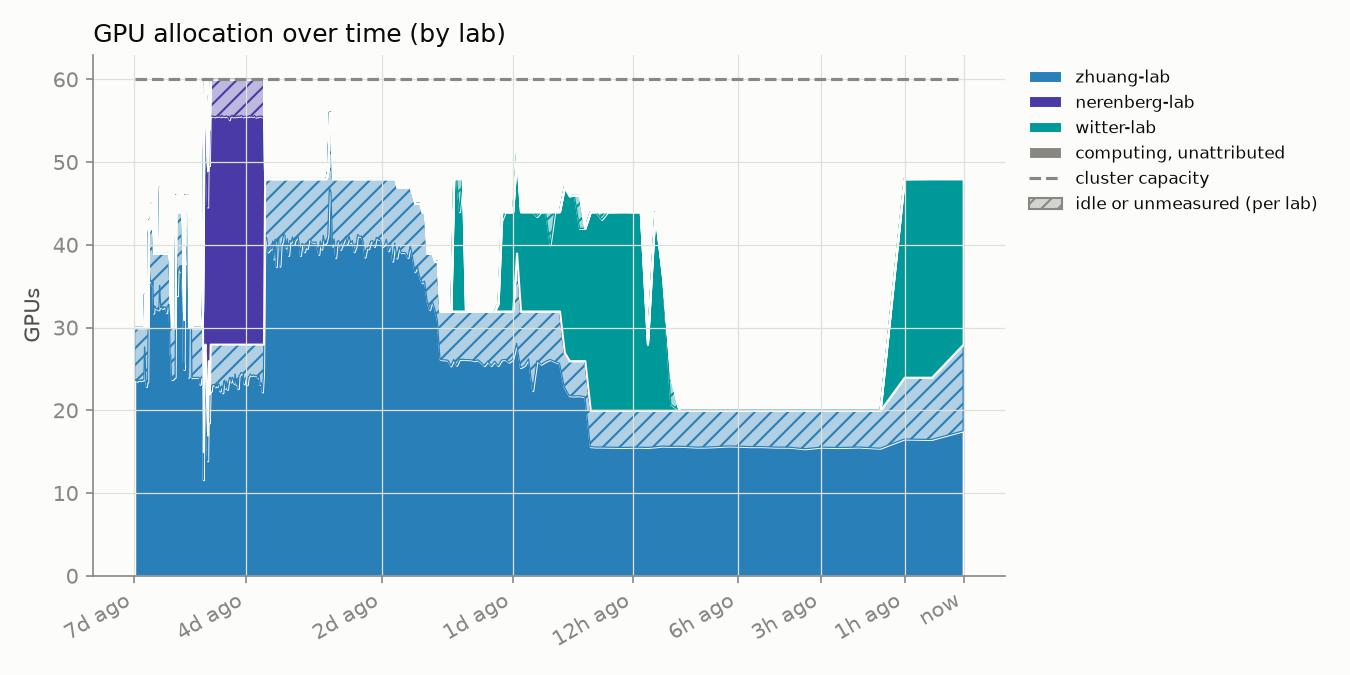 GPU allocation over time (by lab)
GPUs
60
50
40
30
20
10
0
7d ago
4d ago
2d ago
1d ago
12h ago
6h ago
3h ago
1h ago
now
zhuang-lab
nerenberg-lab
witter-lab
computing, unattributed
cluster capacity
idle or unmeasured (per lab)